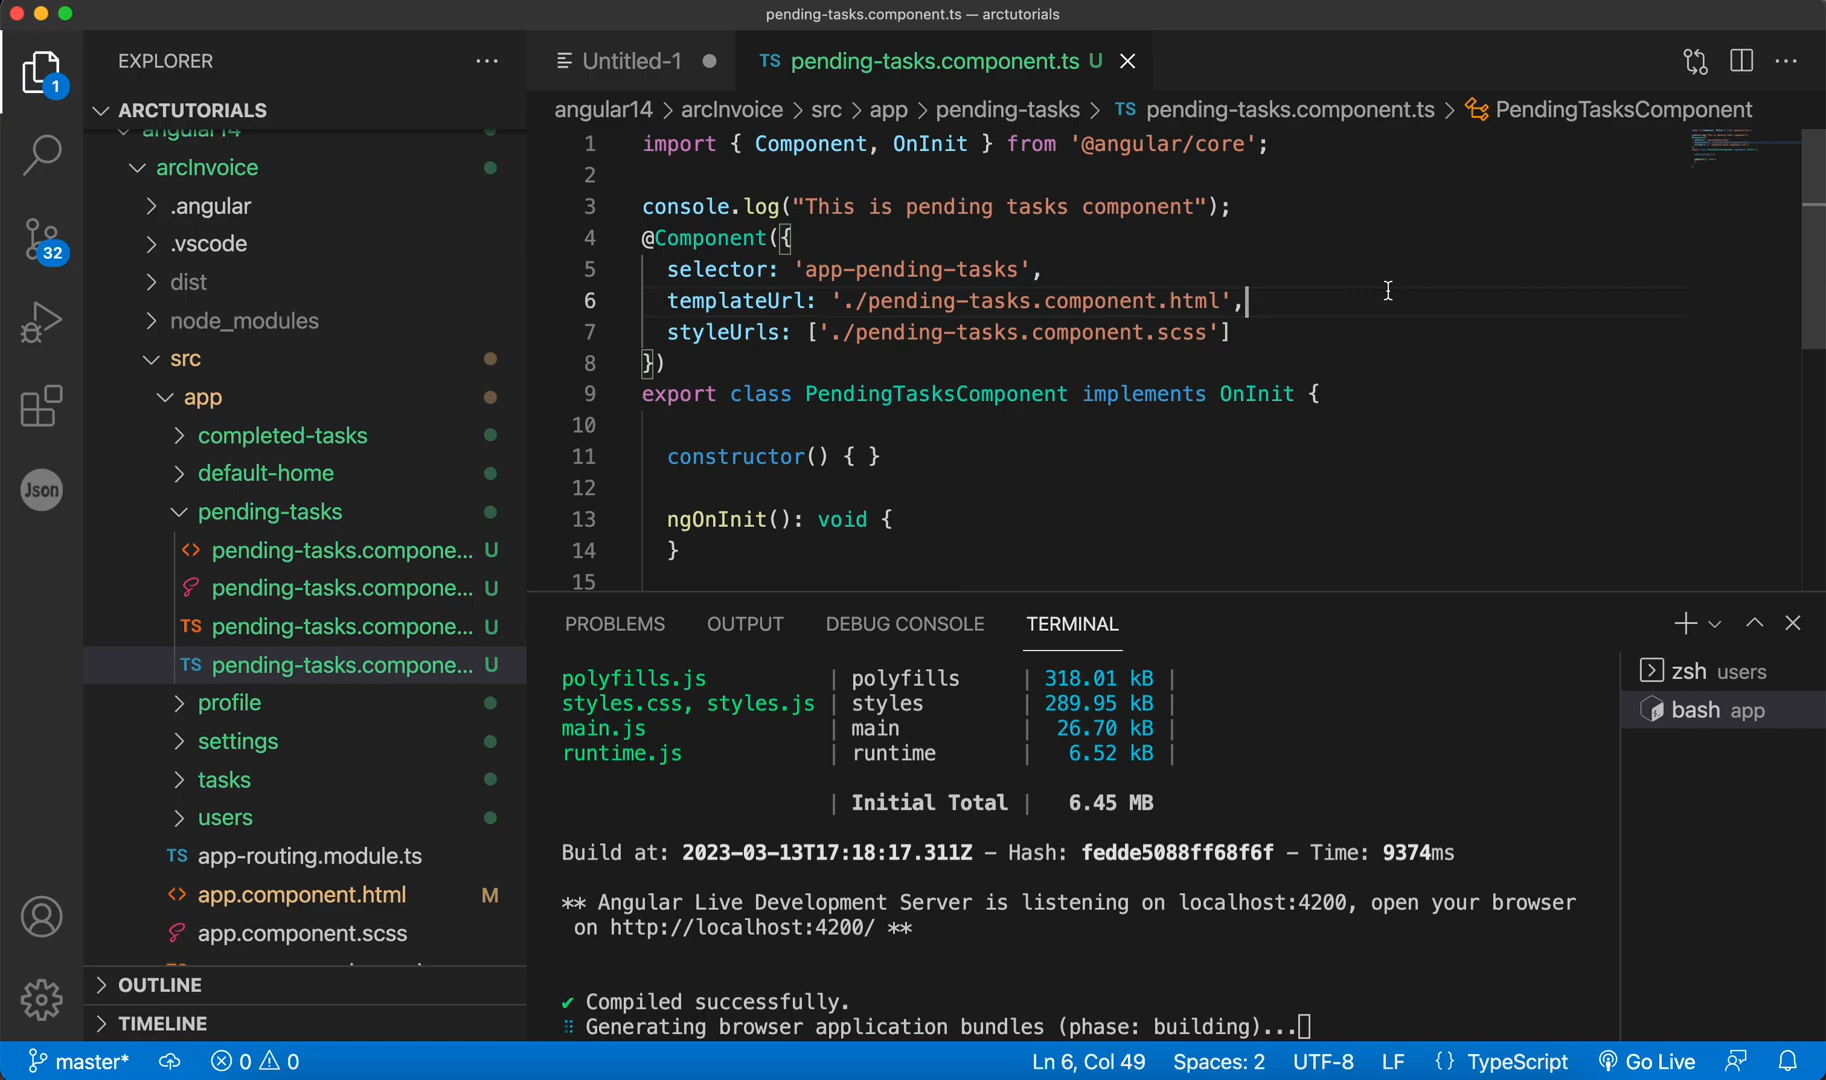 pending-tasks.component.ts — arctutorials
EXPLORER
1
32
Json
ARCTUTORIALS
angular14
arcInvoice
.angular
.vscode
dist
node_modules
src
app
completed-tasks
default-home
pending-tasks
<> pending-tasks.compone... U
pending-tasks.compone... U
TS pending-tasks.compone... U
TS pending-tasks.compone... U
profile
settings
tasks
users
TS app-routing.module.ts
<> app.component.html M
app.component.scss
OUTLINE
TIMELINE
Untitled-1
TS pending-tasks.component.ts U
angular14 > arcInvoice > src > app > pending-tasks > TS pending-tasks.component.ts > PendingTasksComponent
1 import { Component, OnInit } from '@angular/core';
2
3 console.log("This is pending tasks component");
4 @Component({
5 selector: 'app-pending-tasks',
6 templateUrl: './pending-tasks.component.html',
7 styleUrls: ['./pending-tasks.component.scss']
8 })
9 export class PendingTasksComponent implements OnInit {
10
11 constructor() { }
12
13 ngOnInit(): void {
14 }
15
PROBLEMS OUTPUT DEBUG CONSOLE TERMINAL
polyfills.js | polyfills | 318.01 kB |
styles.css, styles.js | styles | 289.95 kB |
main.js | main | 26.70 kB |
runtime.js | runtime | 6.52 kB |
| Initial Total | 6.45 MB
Build at: 2023-03-13T17:18:17.311Z - Hash: fedde5088ff68f6f - Time: 9374ms
** Angular Live Development Server is listening on localhost:4200, open your browser
on http://localhost:4200/ **
✔ Compiled successfully.
⠿ Generating browser application bundles (phase: building)...
zsh users
bash app
master* 0 0 Ln 6, Col 49 Spaces: 2 UTF-8 LF {} TypeScript Go Live